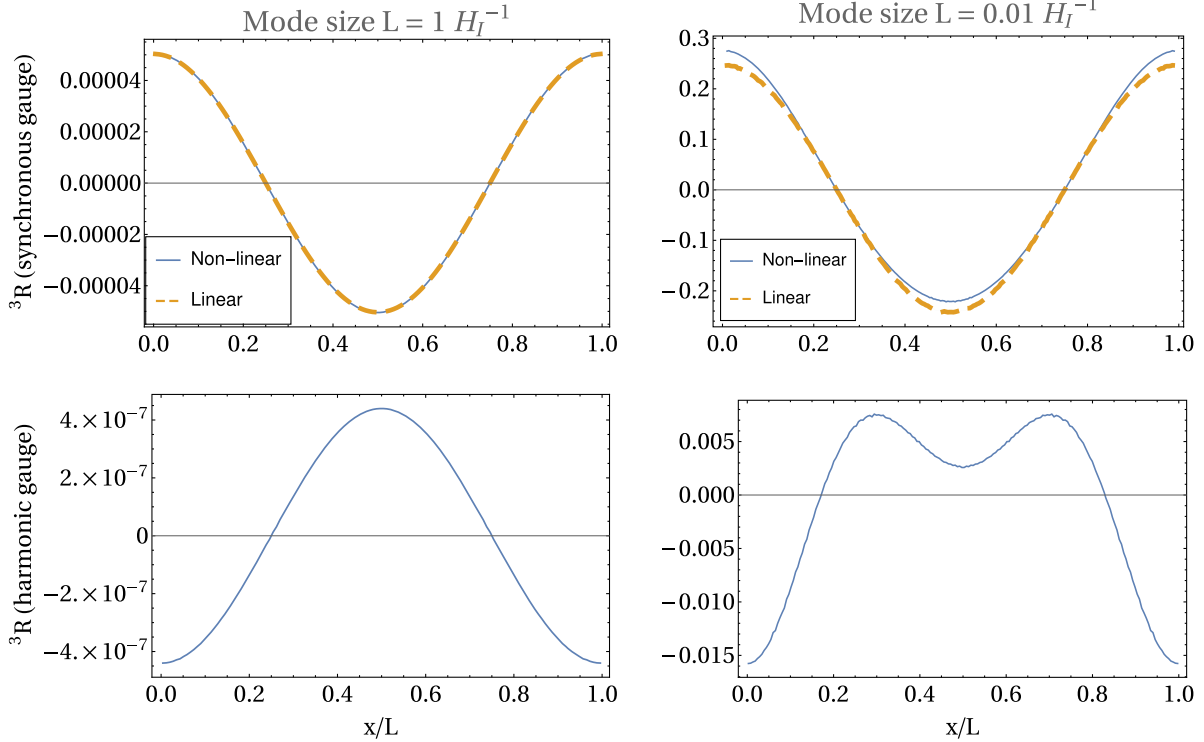 Mode size L = 1 H_I^{-1}
³R (synchronous gauge)
0.00004
0.00002
0.00000
−0.00002
−0.00004
Non−linear
Linear
0.0 0.2 0.4 0.6 0.8 1.0
Mode size L = 0.01 H_I^{-1}
0.3
0.2
0.1
0.0
−0.1
−0.2
Non−linear
Linear
0.0 0.2 0.4 0.6 0.8 1.0
³R (harmonic gauge)
4.×10⁻⁷
2.×10⁻⁷
0
−2.×10⁻⁷
−4.×10⁻⁷
0.0 0.2 0.4 0.6 0.8 1.0
x/L
0.005
0.000
−0.005
−0.010
−0.015
0.0 0.2 0.4 0.6 0.8 1.0
x/L